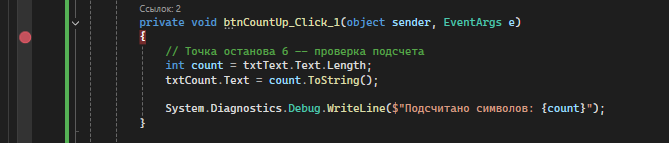 Ссылок: 2
private void btnCountUp_Click_1(object sender, EventArgs e)
{
// Точка останова 6 -- проверка подсчета
int count = txtText.Text.Length;
txtCount.Text = count.ToString();
System.Diagnostics.Debug.WriteLine($"Подсчитано символов: {count}");
}